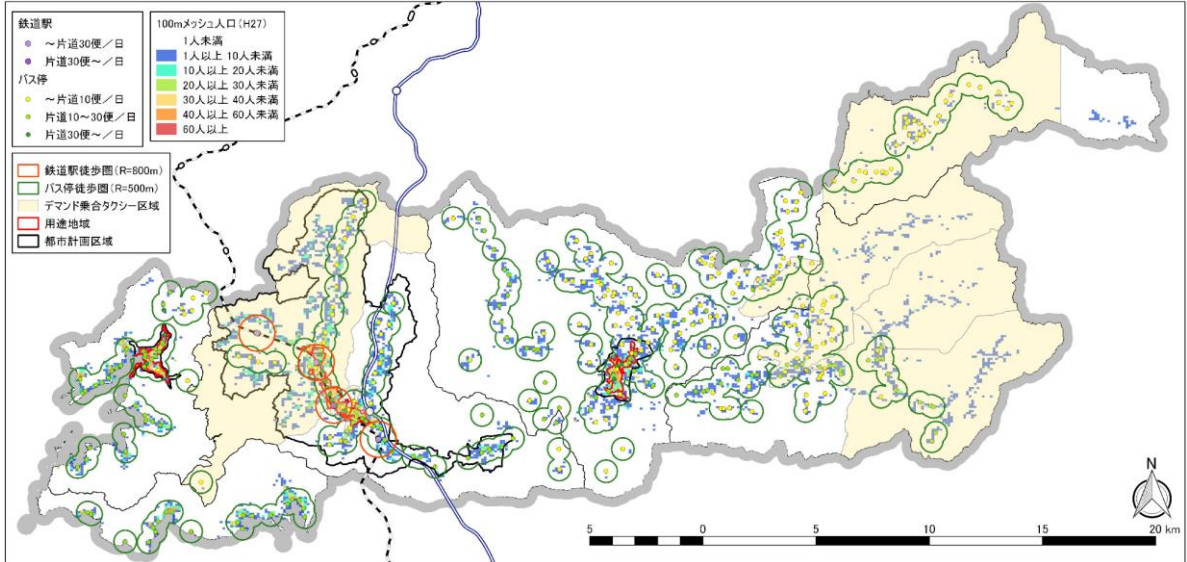 鉄道駅
～片道30便／日
片道30便～／日
バス停
～片道10便／日
片道10～30便／日
片道30便～／日
100mメッシュ人口（H27）
1人未満
1人以上 10人未満
10人以上 20人未満
20人以上 30人未満
30人以上 40人未満
40人以上 60人未満
60人以上
鉄道駅徒歩圏（R=800m）
バス停徒歩圏（R=500m）
デマンド乗合タクシー区域
用途地域
都市計画区域
N
5 0 5 10 15 20 km